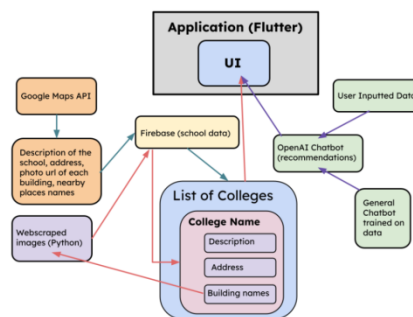 Application (Flutter)
UI
Google Maps API
User Inputted Data
Description of the
school, address,
photo url of each
building, nearby
places names
Firebase (school data)
OpenAI Chatbot
(recommendations)
List of Colleges
College Name
Description
Address
Building names
Webscraped
images (Python)
General
Chatbot
trained on
data